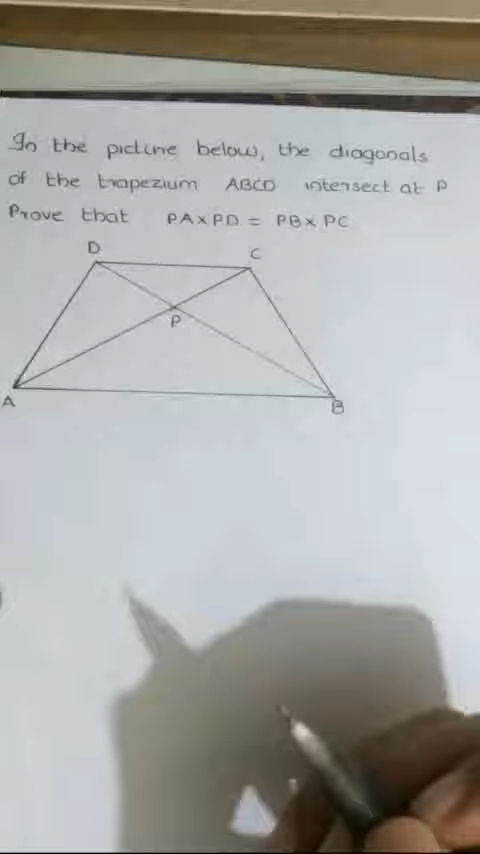 In the picture below, the diagonals
of the trapezium ABCD intersect at P
Prove that PA×PD = PB×PC
D
C
P
A
B